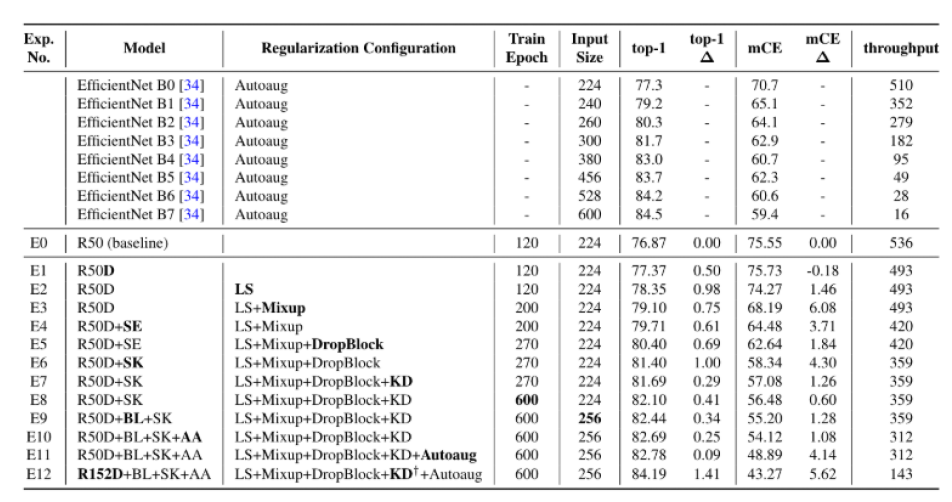 Exp. No. | Model | Regularization Configuration | Train Epoch | Input Size | top-1 | top-1 Δ | mCE | mCE Δ | throughput
EfficientNet B0 [34] | Autoaug | - | 224 | 77.3 | - | 70.7 | - | 510
EfficientNet B1 [34] | Autoaug | - | 240 | 79.2 | - | 65.1 | - | 352
EfficientNet B2 [34] | Autoaug | - | 260 | 80.3 | - | 64.1 | - | 279
EfficientNet B3 [34] | Autoaug | - | 300 | 81.7 | - | 62.9 | - | 182
EfficientNet B4 [34] | Autoaug | - | 380 | 83.0 | - | 60.7 | - | 95
EfficientNet B5 [34] | Autoaug | - | 456 | 83.7 | - | 62.3 | - | 49
EfficientNet B6 [34] | Autoaug | - | 528 | 84.2 | - | 60.6 | - | 28
EfficientNet B7 [34] | Autoaug | - | 600 | 84.5 | - | 59.4 | - | 16
E0 | R50 (baseline) | | 120 | 224 | 76.87 | 0.00 | 75.55 | 0.00 | 536
E1 | R50D | | 120 | 224 | 77.37 | 0.50 | 75.73 | -0.18 | 493
E2 | R50D | LS | 120 | 224 | 78.35 | 0.98 | 74.27 | 1.46 | 493
E3 | R50D | LS+Mixup | 200 | 224 | 79.10 | 0.75 | 68.19 | 6.08 | 493
E4 | R50D+SE | LS+Mixup | 200 | 224 | 79.71 | 0.61 | 64.48 | 3.71 | 420
E5 | R50D+SE | LS+Mixup+DropBlock | 270 | 224 | 80.40 | 0.69 | 62.64 | 1.84 | 420
E6 | R50D+SK | LS+Mixup+DropBlock | 270 | 224 | 81.40 | 1.00 | 58.34 | 4.30 | 359
E7 | R50D+SK | LS+Mixup+DropBlock+KD | 270 | 224 | 81.69 | 0.29 | 57.08 | 1.26 | 359
E8 | R50D+SK | LS+Mixup+DropBlock+KD | 600 | 224 | 82.10 | 0.41 | 56.48 | 0.60 | 359
E9 | R50D+BL+SK | LS+Mixup+DropBlock+KD | 600 | 256 | 82.44 | 0.34 | 55.20 | 1.28 | 359
E10 | R50D+BL+SK+AA | LS+Mixup+DropBlock+KD | 600 | 256 | 82.69 | 0.25 | 54.12 | 1.08 | 312
E11 | R50D+BL+SK+AA | LS+Mixup+DropBlock+KD+Autoaug | 600 | 256 | 82.78 | 0.09 | 48.89 | 4.14 | 312
E12 | R152D+BL+SK+AA | LS+Mixup+DropBlock+KD†+Autoaug | 600 | 256 | 84.19 | 1.41 | 43.27 | 5.62 | 143